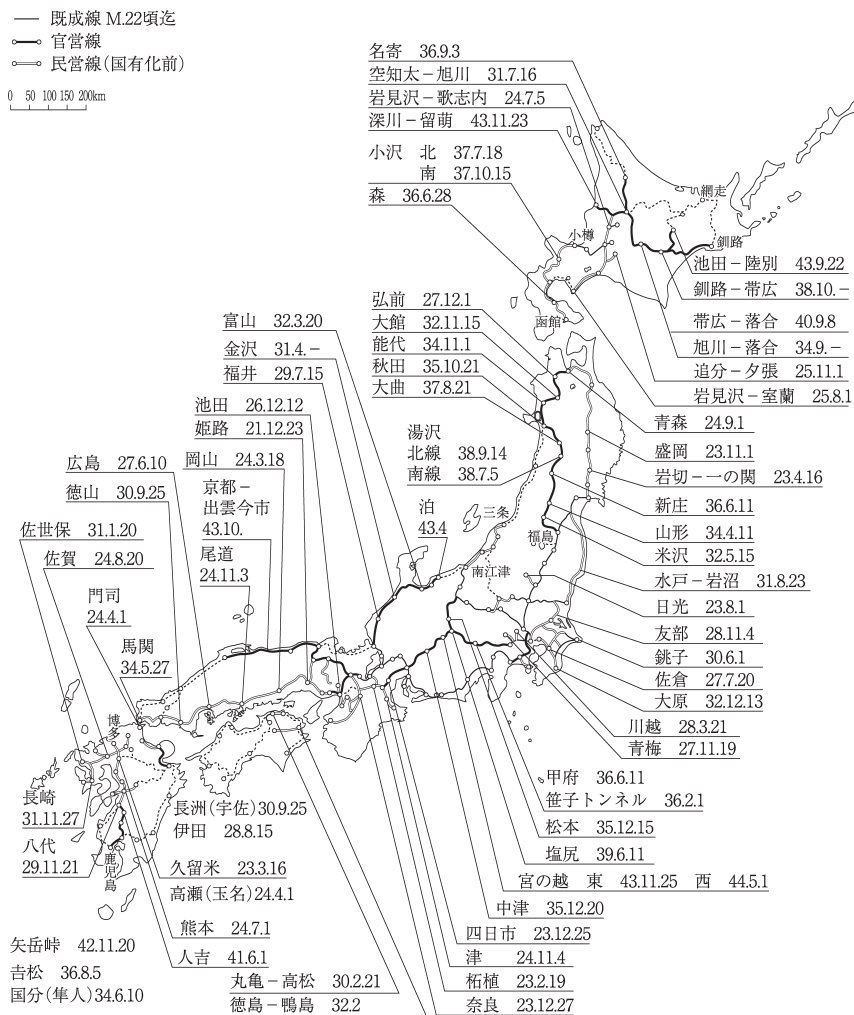 既成線 M.22頃迄
官営線
民営線(国有化前)
0 50 100 150 200km
名寄 36.9.3
空知太－旭川 31.7.16
岩見沢－歌志内 24.7.5
深川－留萌 43.11.23
小沢 北 37.7.18
南 37.10.15
森 36.6.28
網走
小樽
釧路
函館
池田－陸別 43.9.22
釧路－帯広 38.10.-
帯広－落合 40.9.8
旭川－落合 34.9.-
追分－夕張 25.11.1
岩見沢－室蘭 25.8.1
弘前 27.12.1
大館 32.11.15
能代 34.11.1
秋田 35.10.21
大曲 37.8.21
湯沢
北線 38.9.14
南線 38.7.5
富山 32.3.20
金沢 31.4.-
福井 29.7.15
池田 26.12.12
姫路 21.12.23
岡山 24.3.18
広島 27.6.10
徳山 30.9.25
京都－
出雲今市
43.10.
尾道
24.11.3
佐世保 31.1.20
佐賀 24.8.20
門司
24.4.1
馬関
34.5.27
泊
43.4
三条
福島
南江津
青森 24.9.1
盛岡 23.11.1
岩切－一の関 23.4.16
新庄 36.6.11
山形 34.4.11
米沢 32.5.15
水戸－岩沼 31.8.23
日光 23.8.1
友部 28.11.4
銚子 30.6.1
佐倉 27.7.20
大原 32.12.13
川越 28.3.21
青梅 27.11.19
甲府 36.6.11
笹子トンネル 36.2.1
松本 35.12.15
塩尻 39.6.11
宮の越 東 43.11.25 西 44.5.1
中津 35.12.20
四日市 23.12.25
津 24.11.4
柘植 23.2.19
奈良 23.12.27
博多
長崎
31.11.27
八代
29.11.21
鹿児島
長洲(宇佐)30.9.25
伊田 28.8.15
久留米 23.3.16
高瀬(玉名)24.4.1
熊本 24.7.1
人吉 41.6.1
矢岳峠 42.11.20
吉松 36.8.5
国分(隼人)34.6.10
丸亀－高松 30.2.21
徳島－鴨島 32.2